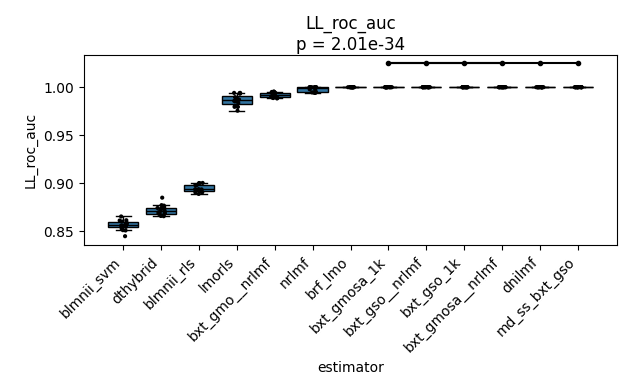 LL_roc_auc
p = 2.01e-34
LL_roc_auc
1.00
0.95
0.90
0.85
blmnii_svm
dthybrid
blmnii_rls
lmorls
bxt_gmo__nrlmf
nrlmf
brf_lmo
bxt_gmosa_1k
bxt_gso__nrlmf
bxt_gso_1k
bxt_gmosa__nrlmf
dnilmf
md_ss_bxt_gso
estimator